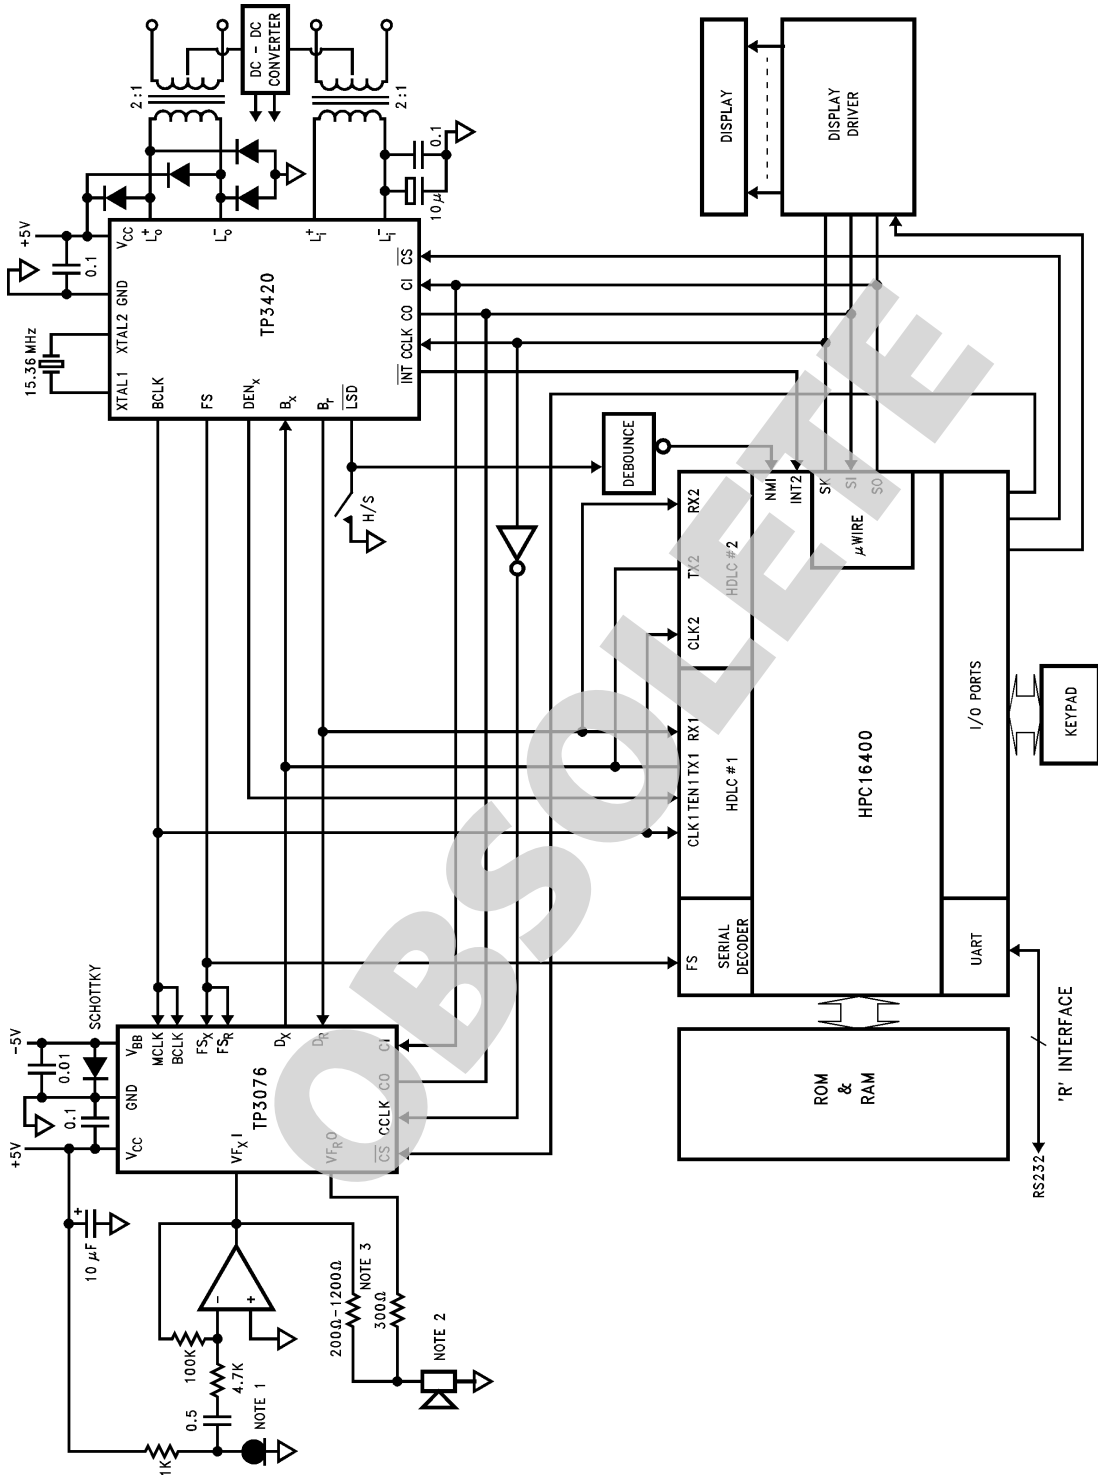 2:1
DC - DC
CONVERTER
2:1
0.1
10 μ
+5V
0.1
15.36 MHz
XTAL1 XTAL2 GND VCC
Lo+
Lo-
Li+
Li-
TP3420
BCLK
FS
DENX
BX
Br
LSD
INT CCLK CO CI CS
H/S
DEBOUNCE
DISPLAY
DISPLAY
DRIVER
NMI
INT2
SK
SI
SO
μWIRE
RX2
TX2
CLK2
HDLC #2
RX1
TX1
TEN1
CLK1
HDLC #1
FS
SERIAL
DECODER
HPC16400
I/O PORTS
UART
KEYPAD
ROM
&
RAM
RS232
'R' INTERFACE
-5V
SCHOTTKY
0.01
0.1
+5V
VCC GND VBB
MCLK
BCLK
FSX
FSR
DX
DR
TP3076
VFXI
VFRO
CS CCLK CO CI
10 μF
+
100K
-
+
4.7K
0.5
1K
NOTE 1
200Ω-1200Ω
NOTE 3
300Ω
NOTE 2
OBSOLETE